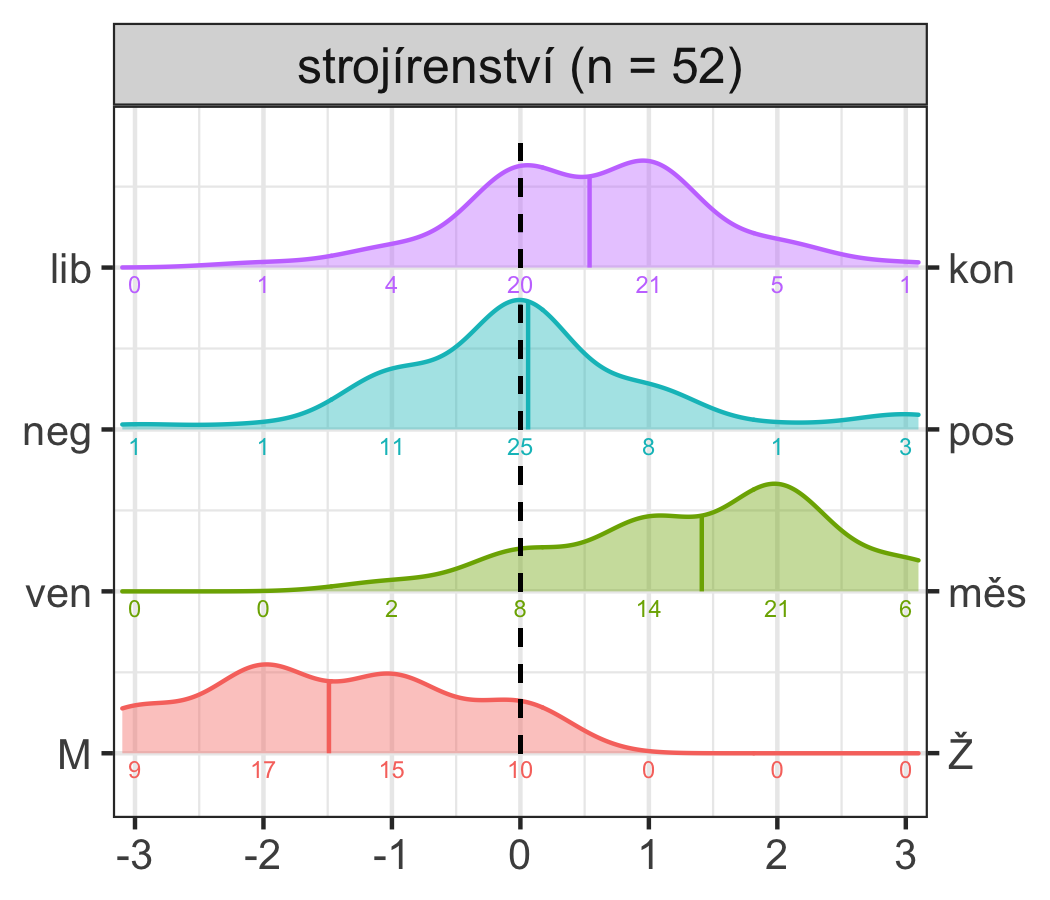 strojírenství (n = 52)
lib kon
0 1 4 20 21 5 1
neg pos
1 1 11 25 8 1 3
ven měs
0 0 2 8 14 21 6
M Ž
9 17 15 10 0 0 0
-3 -2 -1 0 1 2 3